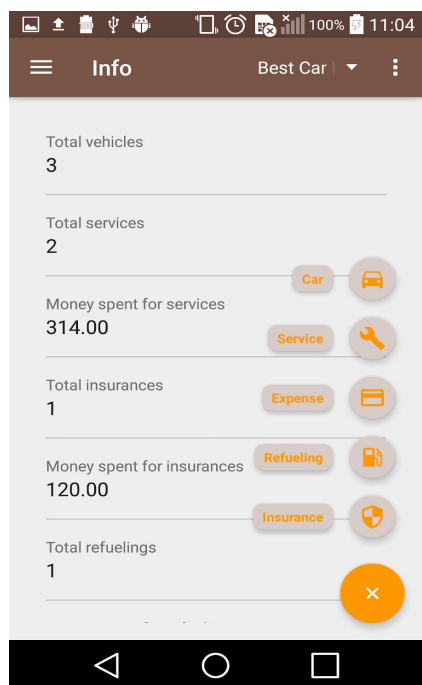 100% 11:04
Info Best Car
Total vehicles
3
Total services
2
Car
Money spent for services
314.00
Service
Total insurances
1
Expense
Money spent for insurances
120.00
Refueling
Insurance
Total refuelings
1